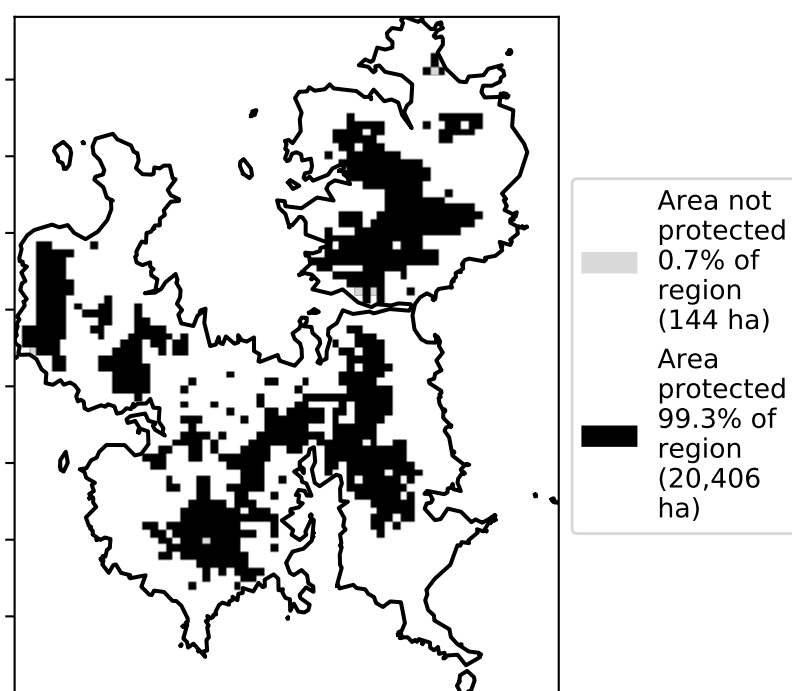 Area not
protected
0.7% of
region
(144 ha)
Area
protected
99.3% of
region
(20,406
ha)